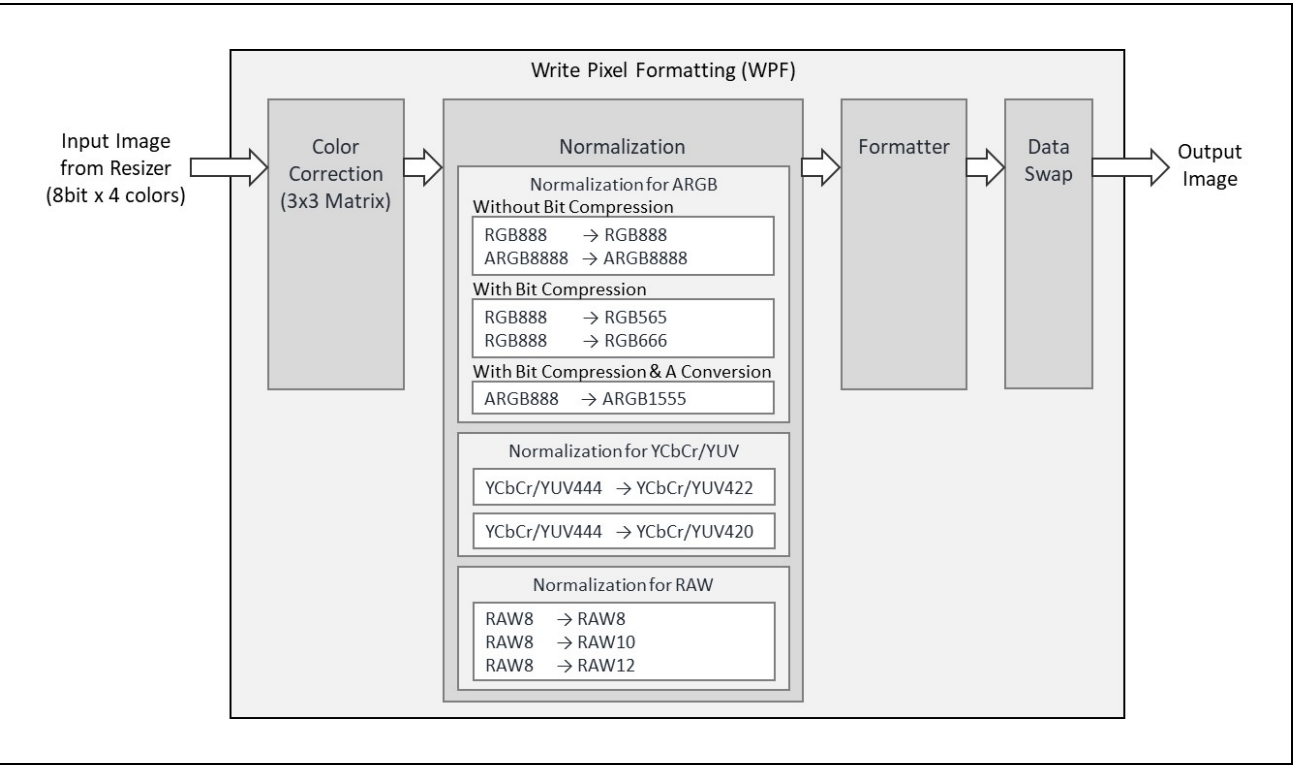 Write Pixel Formatting (WPF)
Input Image
from Resizer
(8bit x 4 colors)
Color
Correction
(3x3 Matrix)
Normalization
Normalization for ARGB
Without Bit Compression
RGB888 → RGB888
ARGB8888 → ARGB8888
With Bit Compression
RGB888 → RGB565
RGB888 → RGB666
With Bit Compression & A Conversion
ARGB888 → ARGB1555
Normalization for YCbCr/YUV
YCbCr/YUV444 → YCbCr/YUV422
YCbCr/YUV444 → YCbCr/YUV420
Normalization for RAW
RAW8 → RAW8
RAW8 → RAW10
RAW8 → RAW12
Formatter
Data
Swap
Output
Image